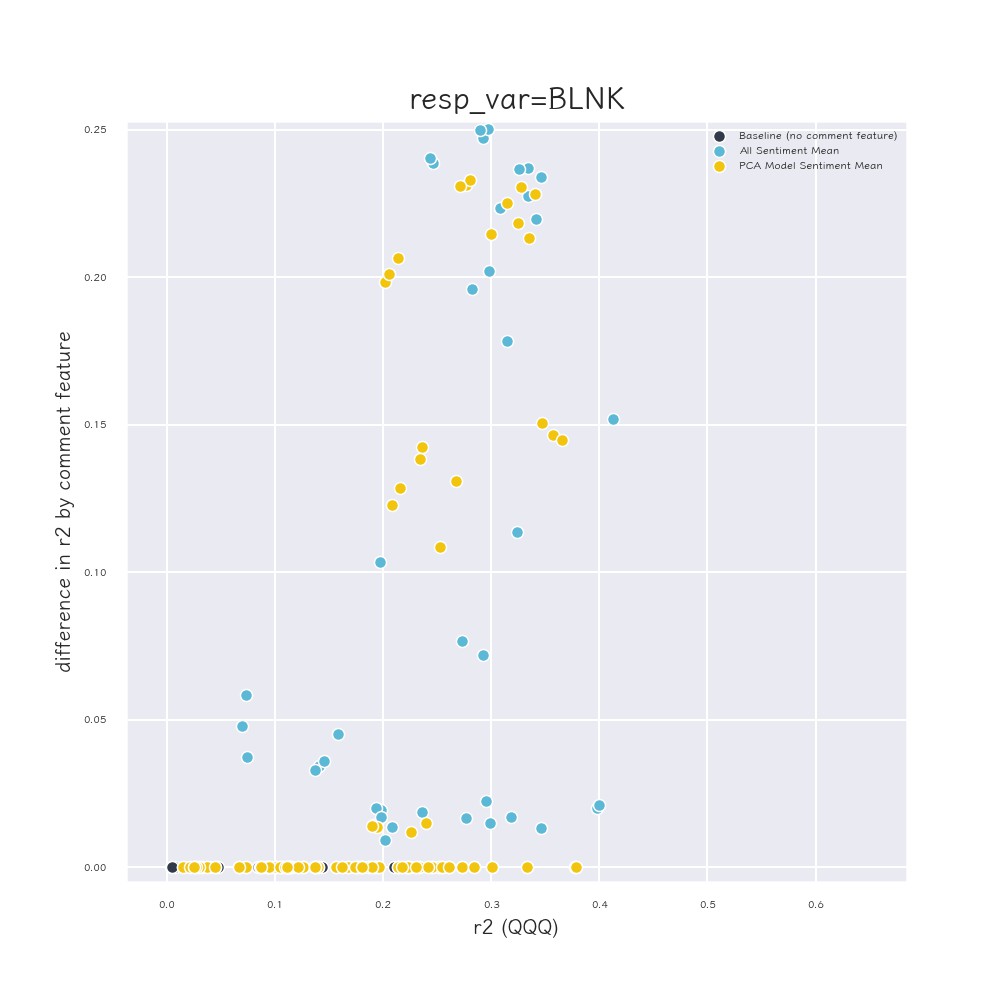 resp_var=BLNK
Baseline (no comment feature)
All Sentiment Mean
PCA Model Sentiment Mean
0.25
0.20
0.15
0.10
0.05
0.00
difference in r2 by comment feature
0.0 0.1 0.2 0.3 0.4 0.5 0.6
r2 (QQQ)